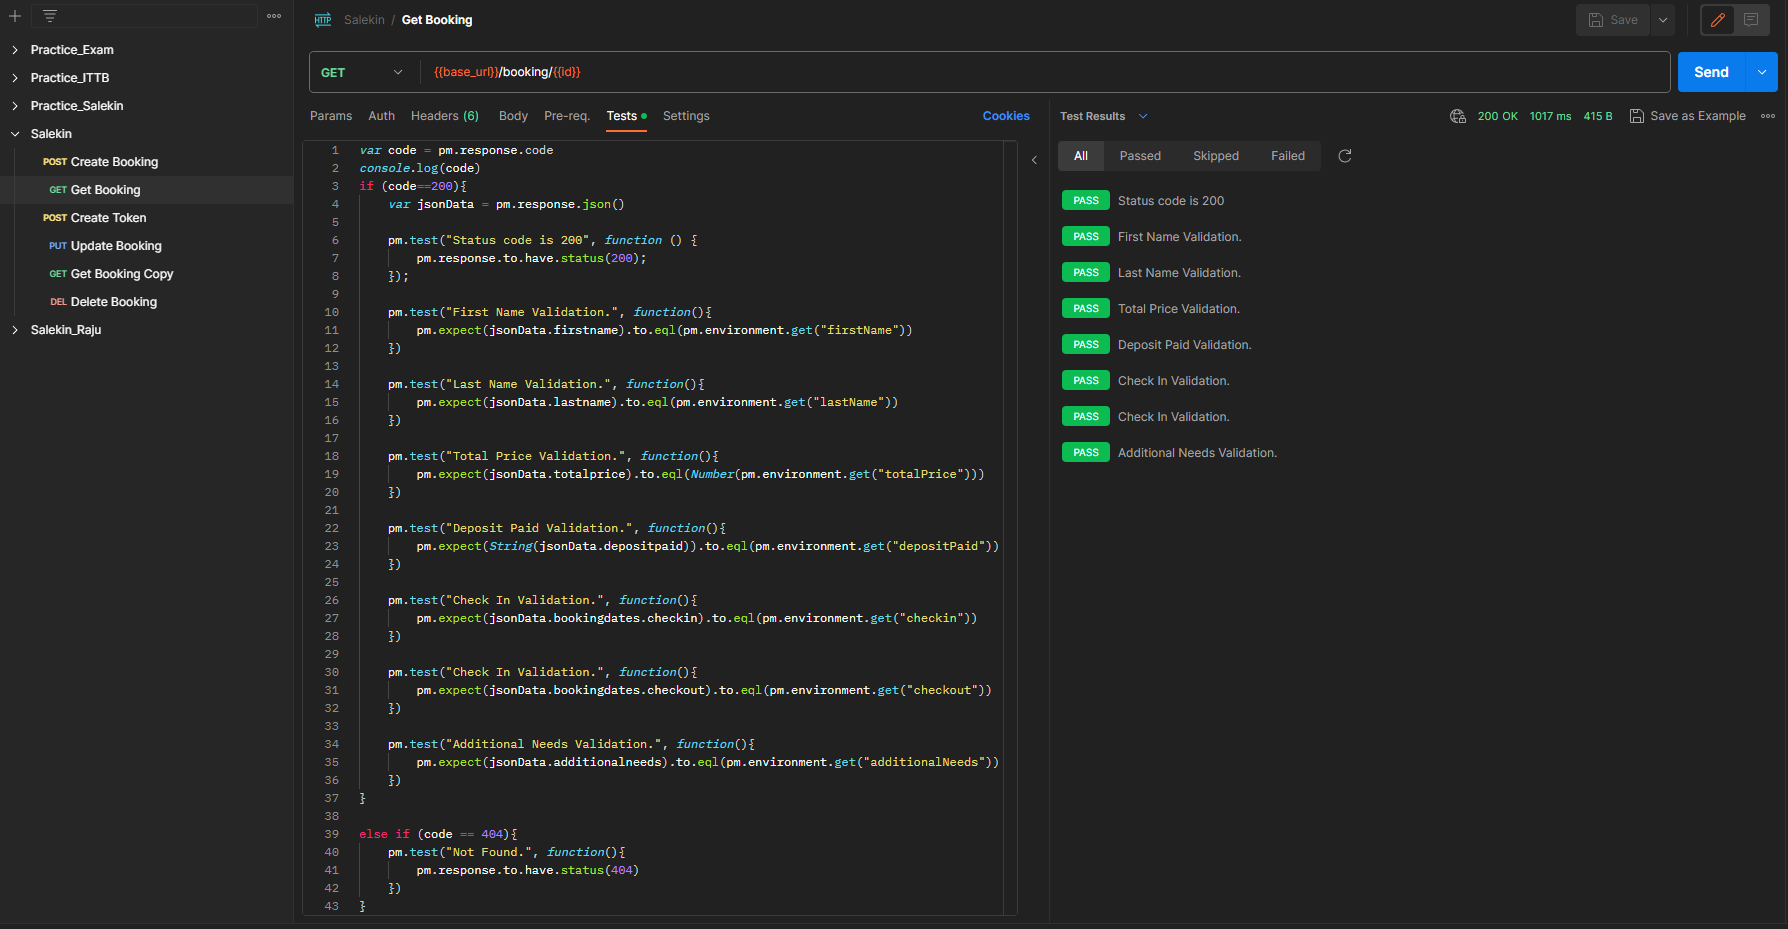 Salekin / Get Booking
Save
Practice_Exam
Practice_ITTB
Practice_Salekin
Salekin
POST Create Booking
GET Get Booking
POST Create Token
PUT Update Booking
GET Get Booking Copy
DEL Delete Booking
Salekin_Raju
HTTP
GET
{{base_url}}/booking/{{id}}
Send
Params Auth Headers (6) Body Pre-req. Tests Settings
Cookies
1 var code = pm.response.code
2 console.log(code)
3 if (code==200){
4 var jsonData = pm.response.json()
5
6 pm.test("Status code is 200", function () {
7 pm.response.to.have.status(200);
8 });
9
10 pm.test("First Name Validation.", function(){
11 pm.expect(jsonData.firstname).to.eql(pm.environment.get("firstName"))
12 })
13
14 pm.test("Last Name Validation.", function(){
15 pm.expect(jsonData.lastname).to.eql(pm.environment.get("lastName"))
16 })
17
18 pm.test("Total Price Validation.", function(){
19 pm.expect(jsonData.totalprice).to.eql(Number(pm.environment.get("totalPrice")))
20 })
21
22 pm.test("Deposit Paid Validation.", function(){
23 pm.expect(String(jsonData.depositpaid)).to.eql(pm.environment.get("depositPaid"))
24 })
25
26 pm.test("Check In Validation.", function(){
27 pm.expect(jsonData.bookingdates.checkin).to.eql(pm.environment.get("checkin"))
28 })
29
30 pm.test("Check In Validation.", function(){
31 pm.expect(jsonData.bookingdates.checkout).to.eql(pm.environment.get("checkout"))
32 })
33
34 pm.test("Additional Needs Validation.", function(){
35 pm.expect(jsonData.additionalneeds).to.eql(pm.environment.get("additionalNeeds"))
36 })
37 }
38
39 else if (code == 404){
40 pm.test("Not Found.", function(){
41 pm.response.to.have.status(404)
42 })
43 }
Test Results
200 OK 1017 ms 415 B Save as Example
All Passed Skipped Failed
PASS Status code is 200
PASS First Name Validation.
PASS Last Name Validation.
PASS Total Price Validation.
PASS Deposit Paid Validation.
PASS Check In Validation.
PASS Check In Validation.
PASS Additional Needs Validation.